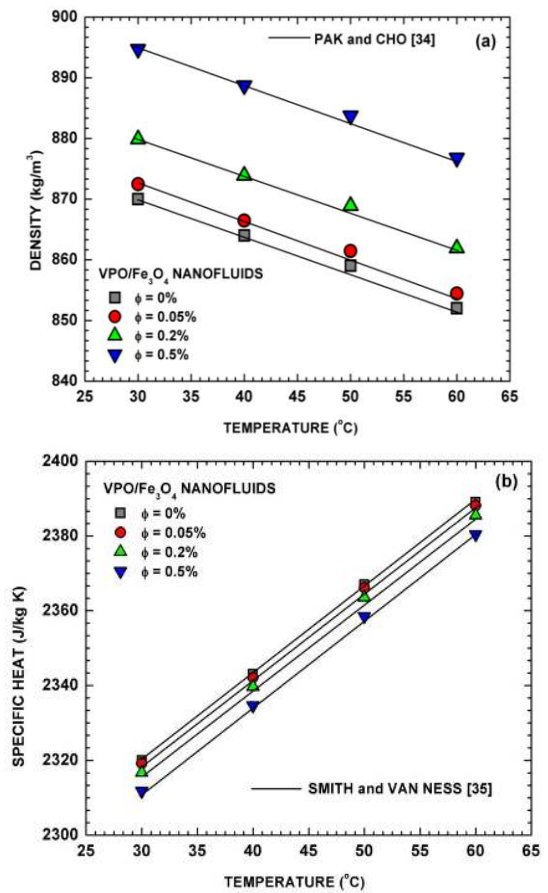 900
890
880
870
860
850
840
DENSITY (kg/m³)
PAK and CHO [34]
(a)
VPO/Fe₃O₄ NANOFLUIDS
ϕ = 0%
ϕ = 0.05%
ϕ = 0.2%
ϕ = 0.5%
25 30 35 40 45 50 55 60 65
TEMPERATURE (°C)
2400
2380
2360
2340
2320
2300
SPECIFIC HEAT (J/kg K)
(b)
VPO/Fe₃O₄ NANOFLUIDS
ϕ = 0%
ϕ = 0.05%
ϕ = 0.2%
ϕ = 0.5%
SMITH and VAN NESS [35]
25 30 35 40 45 50 55 60 65
TEMPERATURE (°C)